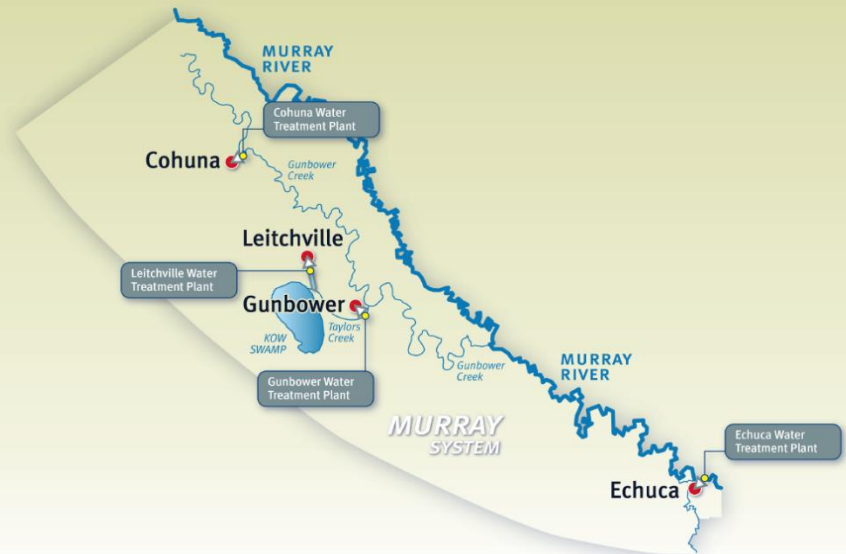 MURRAY
RIVER
Cohuna Water
Treatment Plant
Cohuna
Gunbower
Creek
Leitchville
Leitchville Water
Treatment Plant
Gunbower
KOW
SWAMP
Taylors
Creek
Gunbower
Creek
MURRAY
RIVER
Gunbower Water
Treatment Plant
MURRAY
SYSTEM
Echuca Water
Treatment Plant
Echuca